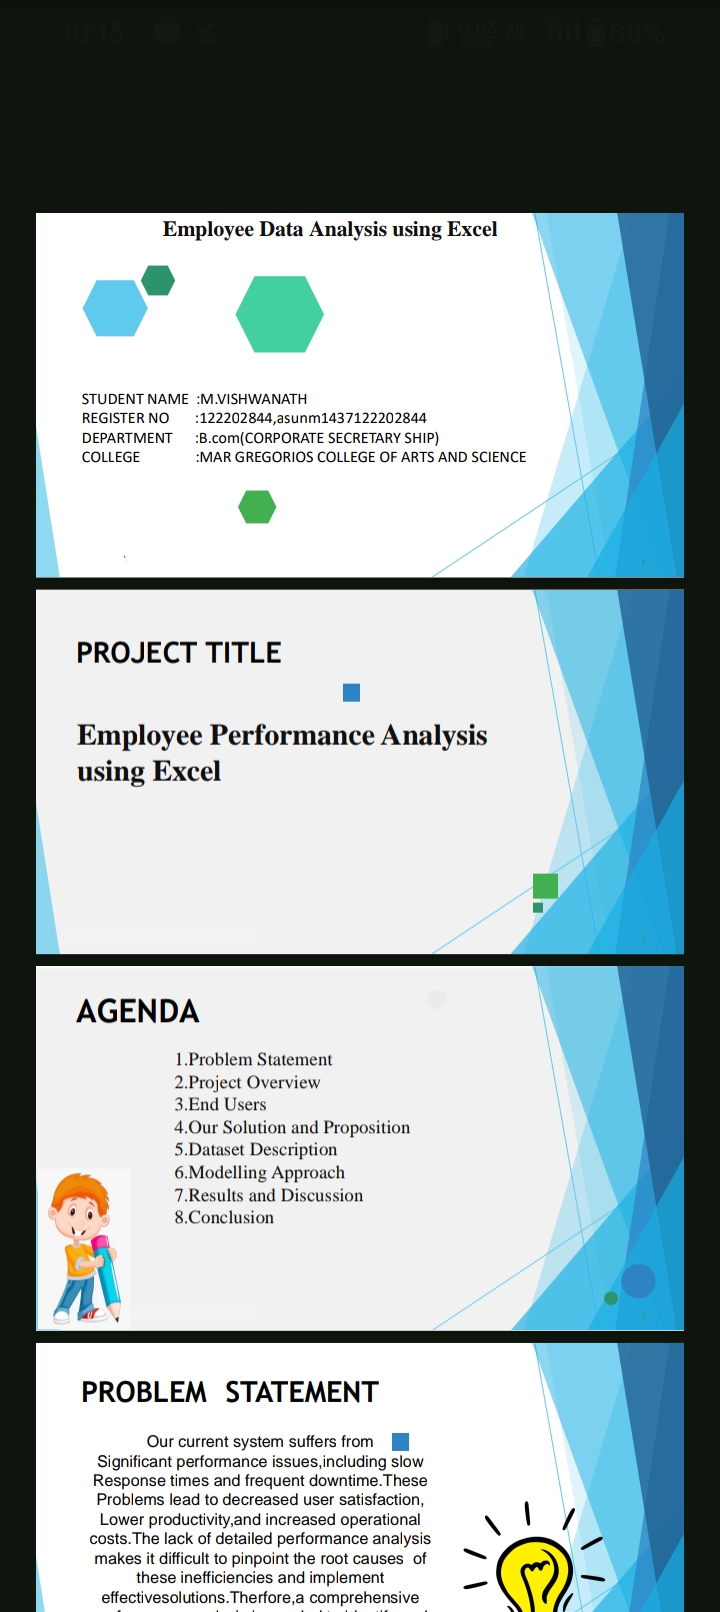 10:13
88%
Employee Data Analysis using Excel
STUDENT NAME :M.VISHWANATH
REGISTER NO :122202844,asunm1437122202844
DEPARTMENT :B.com(CORPORATE SECRETARY SHIP)
COLLEGE :MAR GREGORIOS COLLEGE OF ARTS AND SCIENCE
PROJECT TITLE
Employee Performance Analysis
using Excel
AGENDA
1.Problem Statement
2.Project Overview
3.End Users
4.Our Solution and Proposition
5.Dataset Description
6.Modelling Approach
7.Results and Discussion
8.Conclusion
PROBLEM STATEMENT
Our current system suffers from
Significant performance issues,including slow
Response times and frequent downtime.These
Problems lead to decreased user satisfaction,
Lower productivity,and increased operational
costs.The lack of detailed performance analysis
makes it difficult to pinpoint the root causes of
these inefficiencies and implement
effectivesolutions.Therfore,a comprehensive